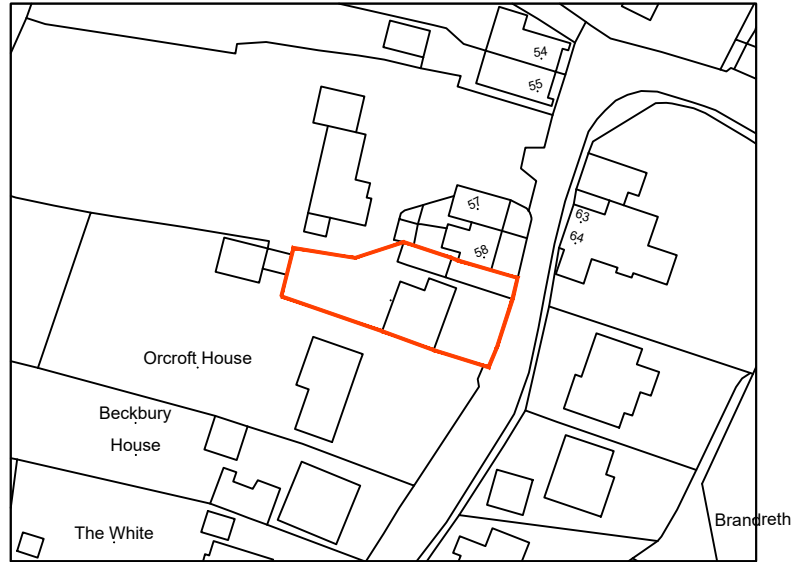 54
55
57
58
63
64
Orcroft House
Beckbury
House
The White
Brandreth